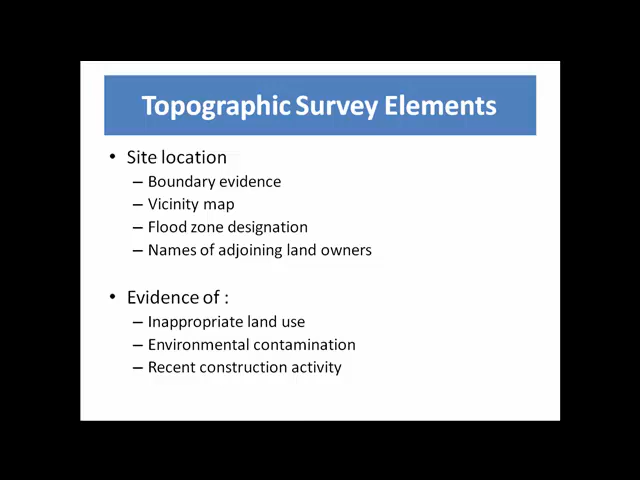 Topographic Survey Elements
• Site location
– Boundary evidence
– Vicinity map
– Flood zone designation
– Names of adjoining land owners
• Evidence of :
– Inappropriate land use
– Environmental contamination
– Recent construction activity